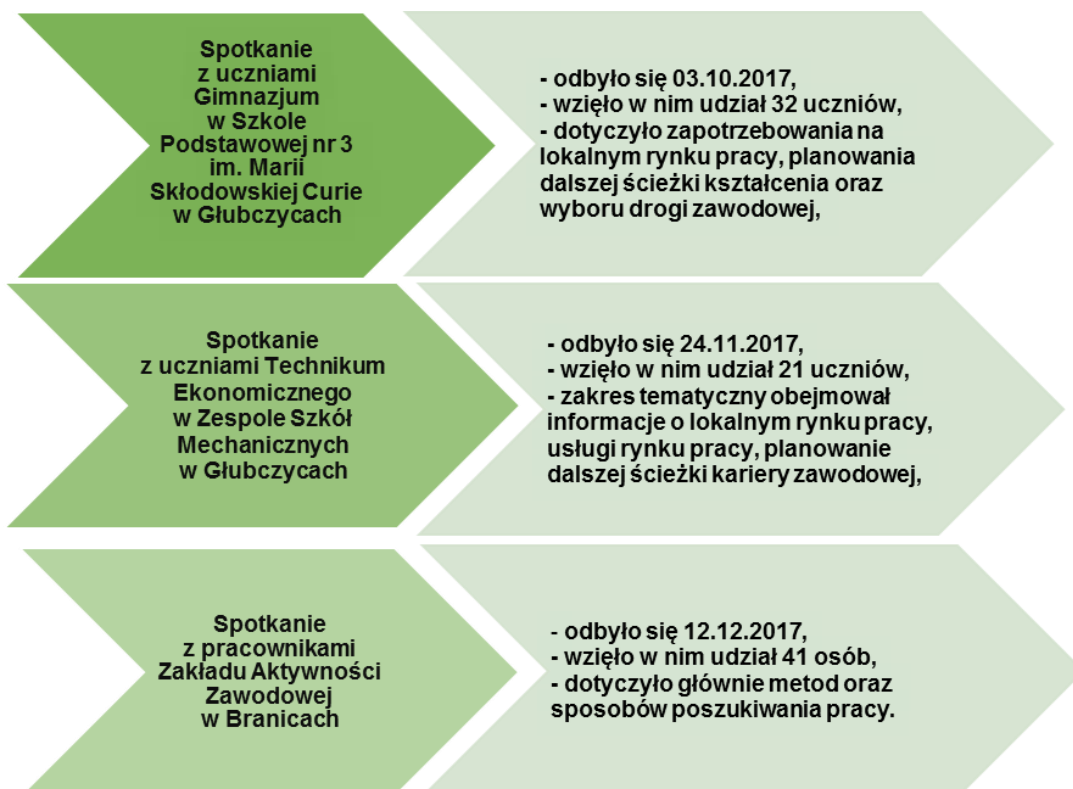 Spotkanie
z uczniami
Gimnazjum
w Szkole
Podstawowej nr 3
im. Marii
Skłodowskiej Curie
w Głubczycach
- odbyło się 03.10.2017,
- wzięło w nim udział 32 uczniów,
- dotyczyło zapotrzebowania na
lokalnym rynku pracy, planowania
dalszej ścieżki kształcenia oraz
wyboru drogi zawodowej,
Spotkanie
z uczniami Technikum
Ekonomicznego
w Zespole Szkół
Mechanicznych
w Głubczycach
- odbyło się 24.11.2017,
- wzięło w nim udział 21 uczniów,
- zakres tematyczny obejmował
informacje o lokalnym rynku pracy,
usługi rynku pracy, planowanie
dalszej ścieżki kariery zawodowej,
Spotkanie
z pracownikami
Zakładu Aktywności
Zawodowej
w Branicach
- odbyło się 12.12.2017,
- wzięło w nim udział 41 osób,
- dotyczyło głównie metod oraz
sposobów poszukiwania pracy.